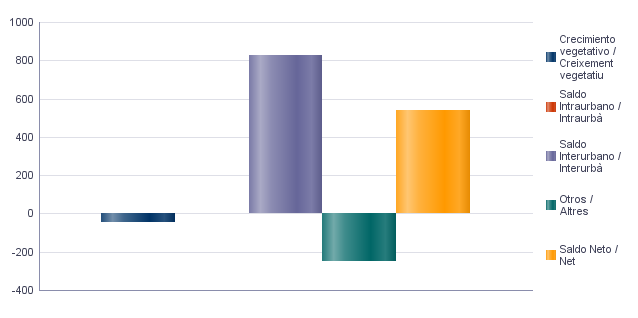 1000
800
600
400
200
0
-200
-400
Crecimiento
vegetativo /
Creixement
vegetatiu
Saldo
Intraurbano /
Intraurbà
Saldo
Interurbano /
Interurbà
Otros /
Altres
Saldo Neto /
Net